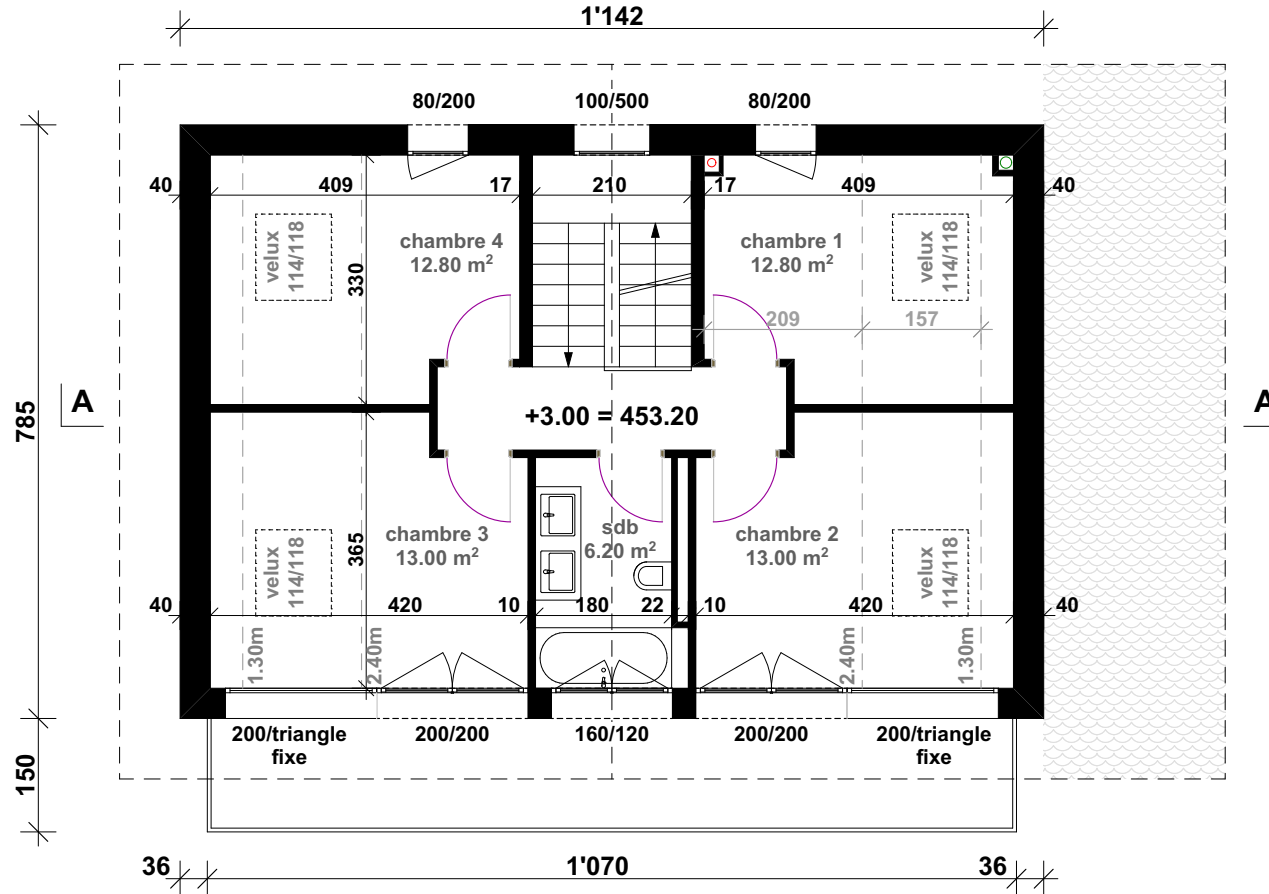 1'142
80/200
100/500
80/200
40
409
17
210
17
409
40
velux
114/118
330
chambre 4
12.80 m²
chambre 1
12.80 m²
velux
114/118
209
157
785
A
+3.00 = 453.20
A
velux
114/118
365
chambre 3
13.00 m²
sdb
6.20 m²
chambre 2
13.00 m²
velux
114/118
40
420
10
180
22
10
420
40
1.30m
2.40m
2.40m
1.30m
200/triangle
fixe
200/200
160/120
200/200
200/triangle
fixe
150
36
1'070
36